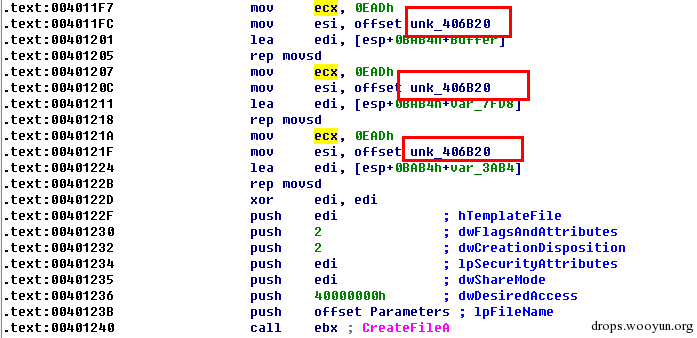 .text:004011F7 mov ecx, 0EADh
.text:004011FC mov esi, offset unk_406B20
.text:00401201 lea edi, [esp+0BAB4h+Buffer]
.text:00401205 rep movsd
.text:00401207 mov ecx, 0EADh
.text:0040120C mov esi, offset unk_406B20
.text:00401211 lea edi, [esp+0BAB4h+var_7FD8]
.text:00401218 rep movsd
.text:0040121A mov ecx, 0EADh
.text:0040121F mov esi, offset unk_406B20
.text:00401224 lea edi, [esp+0BAB4h+var_3AB4]
.text:0040122B rep movsd
.text:0040122D xor edi, edi
.text:0040122F push edi ; hTemplateFile
.text:00401230 push 2 ; dwFlagsAndAttributes
.text:00401232 push 2 ; dwCreationDisposition
.text:00401234 push edi ; lpSecurityAttributes
.text:00401235 push edi ; dwShareMode
.text:00401236 push 40000000h ; dwDesiredAccess
.text:0040123B push offset Parameters ; lpFileName
.text:00401240 call ebx ; CreateFileA
drops.wooyun.org